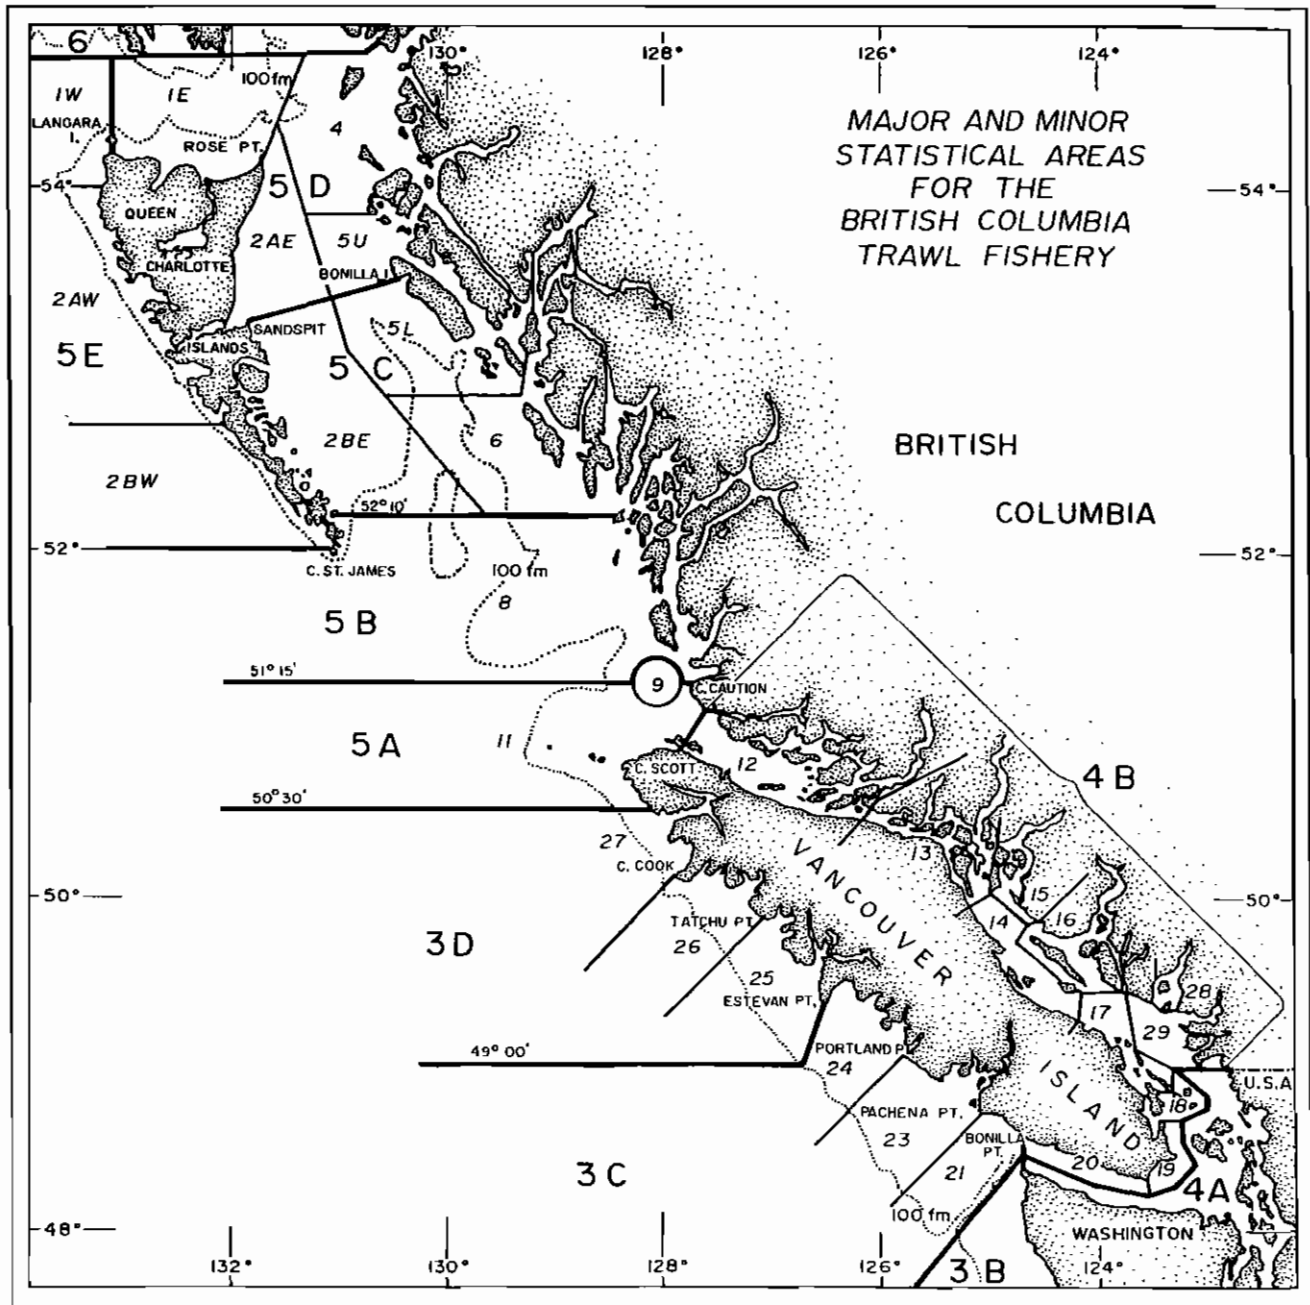 6
130°
128°
126°
124°
1W
1E
100 fm
4
LANGARA
I.
ROSE PT.
MAJOR AND MINOR
STATISTICAL AREAS
FOR THE
BRITISH COLUMBIA
TRAWL FISHERY
54°
5 D
54°
QUEEN
2AE
5U
CHARLOTTE
BONILLA I.
2AW
SANDSPIT
5L
5E
ISLANDS
5 C
2BE
6
BRITISH
2BW
52° 10'
COLUMBIA
52°
52°
C. ST. JAMES
100 fm
8
5 B
51° 15'
9
C. CAUTION
5 A
11
C. SCOTT
12
4 B
50° 30'
27
C. COOK
VANCOUVER
13
50°
15
50°
TATCHU PT.
14
16
3 D
26
25
ESTEVAN PT.
28
17
29
49° 00'
PORTLAND P.
24
ISLAND
U.S.A
18
PACHENA PT.
23
BONILLA
PT.
3 C
21
20
19
4A
100 fm
48°
WASHINGTON
132°
130°
128°
126°
3 B
124°